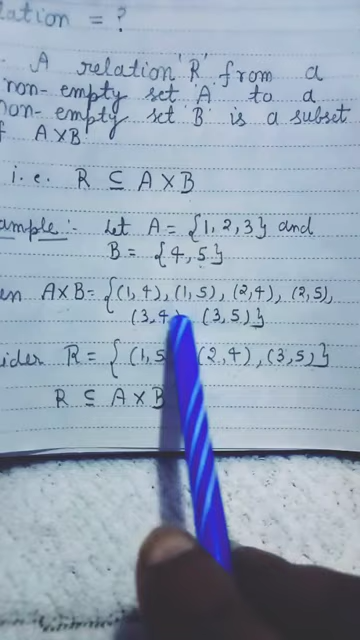 lation = ?
A relation 'R' from a
non-empty set 'A' to a
non-empty set 'B' is a subset
f A×B.
i.e. R ⊆ A×B
ample:- Let A = {1,2,3} and
B = {4,5}
en A×B = {(1,4), (1,5), (2,4), (2,5),
(3,4), (3,5)}
ider R = { (1,5 (2,4), (3,5)}
R ⊆ A×B